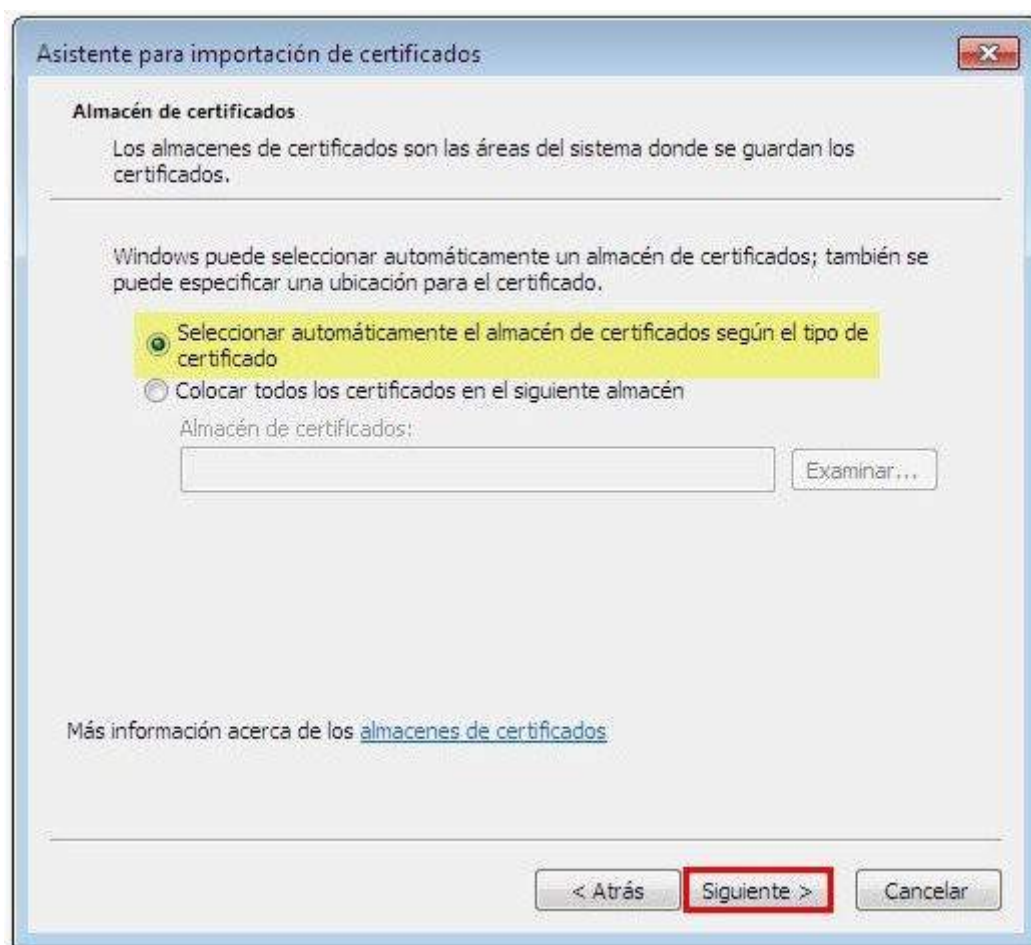 Asistente para importación de certificados
Almacén de certificados
Los almacenes de certificados son las áreas del sistema donde se guardan los
certificados.
Windows puede seleccionar automáticamente un almacén de certificados; también se
puede especificar una ubicación para el certificado.
Seleccionar automáticamente el almacén de certificados según el tipo de
certificado
Colocar todos los certificados en el siguiente almacén
Almacén de certificados:
Examinar...
Más información acerca de los almacenes de certificados
< Atrás Siguiente > Cancelar